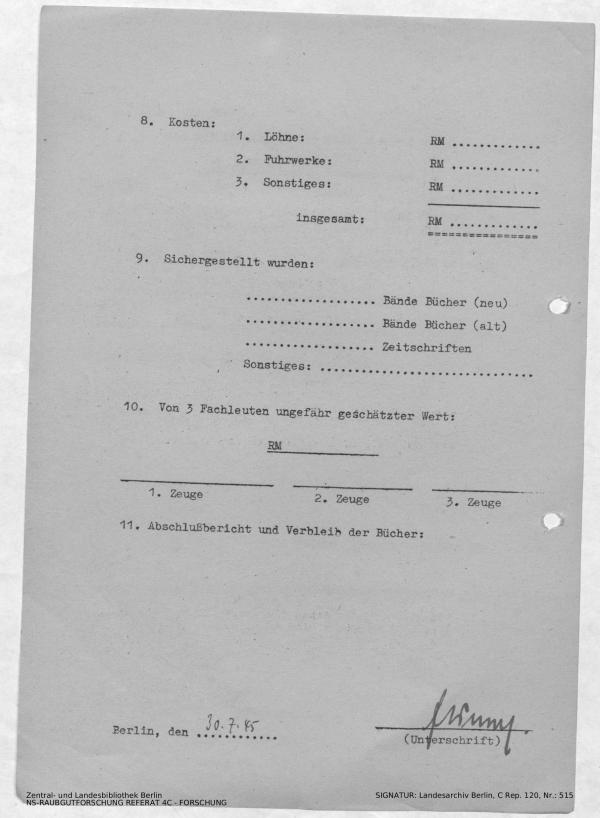 8. Kosten:
1. Löhne: RM .............
2. Fuhrwerke: RM .............
3. Sonstiges: RM .............
insgesamt: RM .............
================
9. Sichergestellt wurden:
................... Bände Bücher (neu)
................... Bände Bücher (alt)
................... Zeitschriften
Sonstiges: ...............................
10. Von 3 Fachleuten ungefähr geschätzter Wert:
RM
1. Zeuge 2. Zeuge 3. Zeuge
11. Abschlußbericht und Verbleib der Bücher:
Berlin, den 30.7.45
(Unterschrift)
Zentral- und Landesbibliothek Berlin
NS-RAUBGUTFORSCHUNG REFERAT 4C - FORSCHUNG
SIGNATUR: Landesarchiv Berlin, C Rep. 120, Nr.: 515